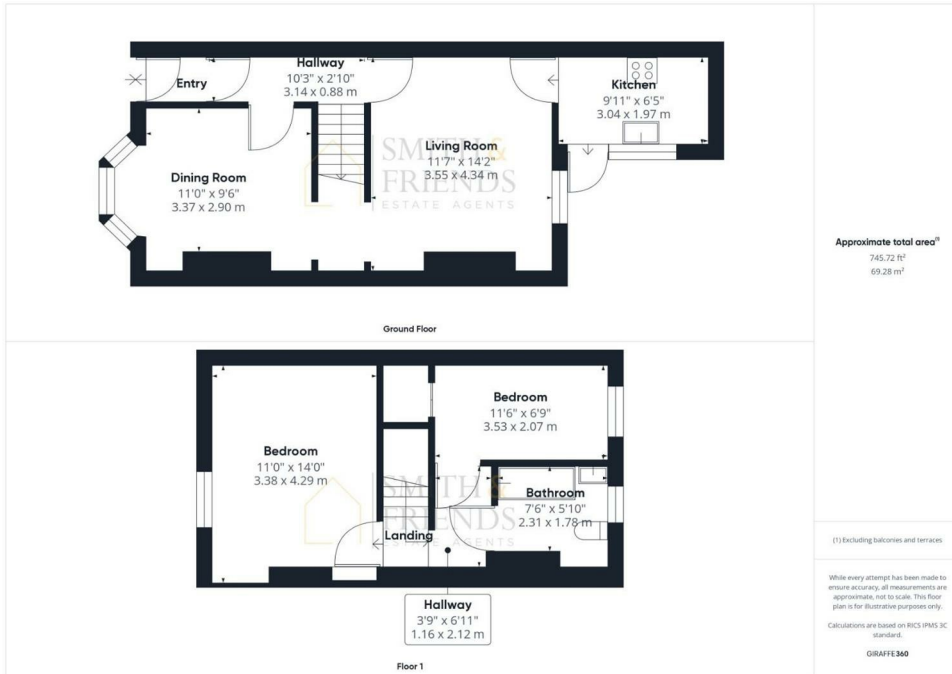 Hallway
10'3" x 2'10"
3.14 x 0.88 m
Entry
Kitchen
9'11" x 6'5"
3.04 x 1.97 m
Living Room
11'7" x 14'2"
3.55 x 4.34 m
Dining Room
11'0" x 9'6"
3.37 x 2.90 m
SMITH &
FRIENDS
ESTATE AGENTS
Ground Floor
Approximate total area(1)
745.72 ft²
69.28 m²
Bedroom
11'6" x 6'9"
3.53 x 2.07 m
Bedroom
11'0" x 14'0"
3.38 x 4.29 m
Bathroom
7'6" x 5'10"
2.31 x 1.78 m
SMITH &
FRIENDS
ESTATE AGENTS
Landing
Hallway
3'9" x 6'11"
1.16 x 2.12 m
Floor 1
(1) Excluding balconies and terraces
While every attempt has been made to
ensure accuracy, all measurements are
approximate, not to scale. This floor
plan is for illustrative purposes only.
Calculations are based on RICS IPMS 3C
standard.
GIRAFFE360